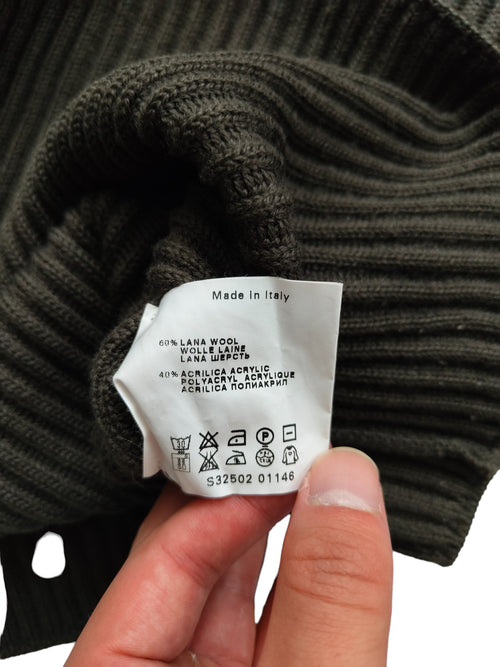 Made in Italy
60% LANA WOOL
WOLLE LAINE
LANA ШЕРСТЬ
40% ACRILICA ACRYLIC
POLYACRYL ACRYLIQUE
ACRILICA ПОЛИАКРИЛ
30
P
S32502 01146